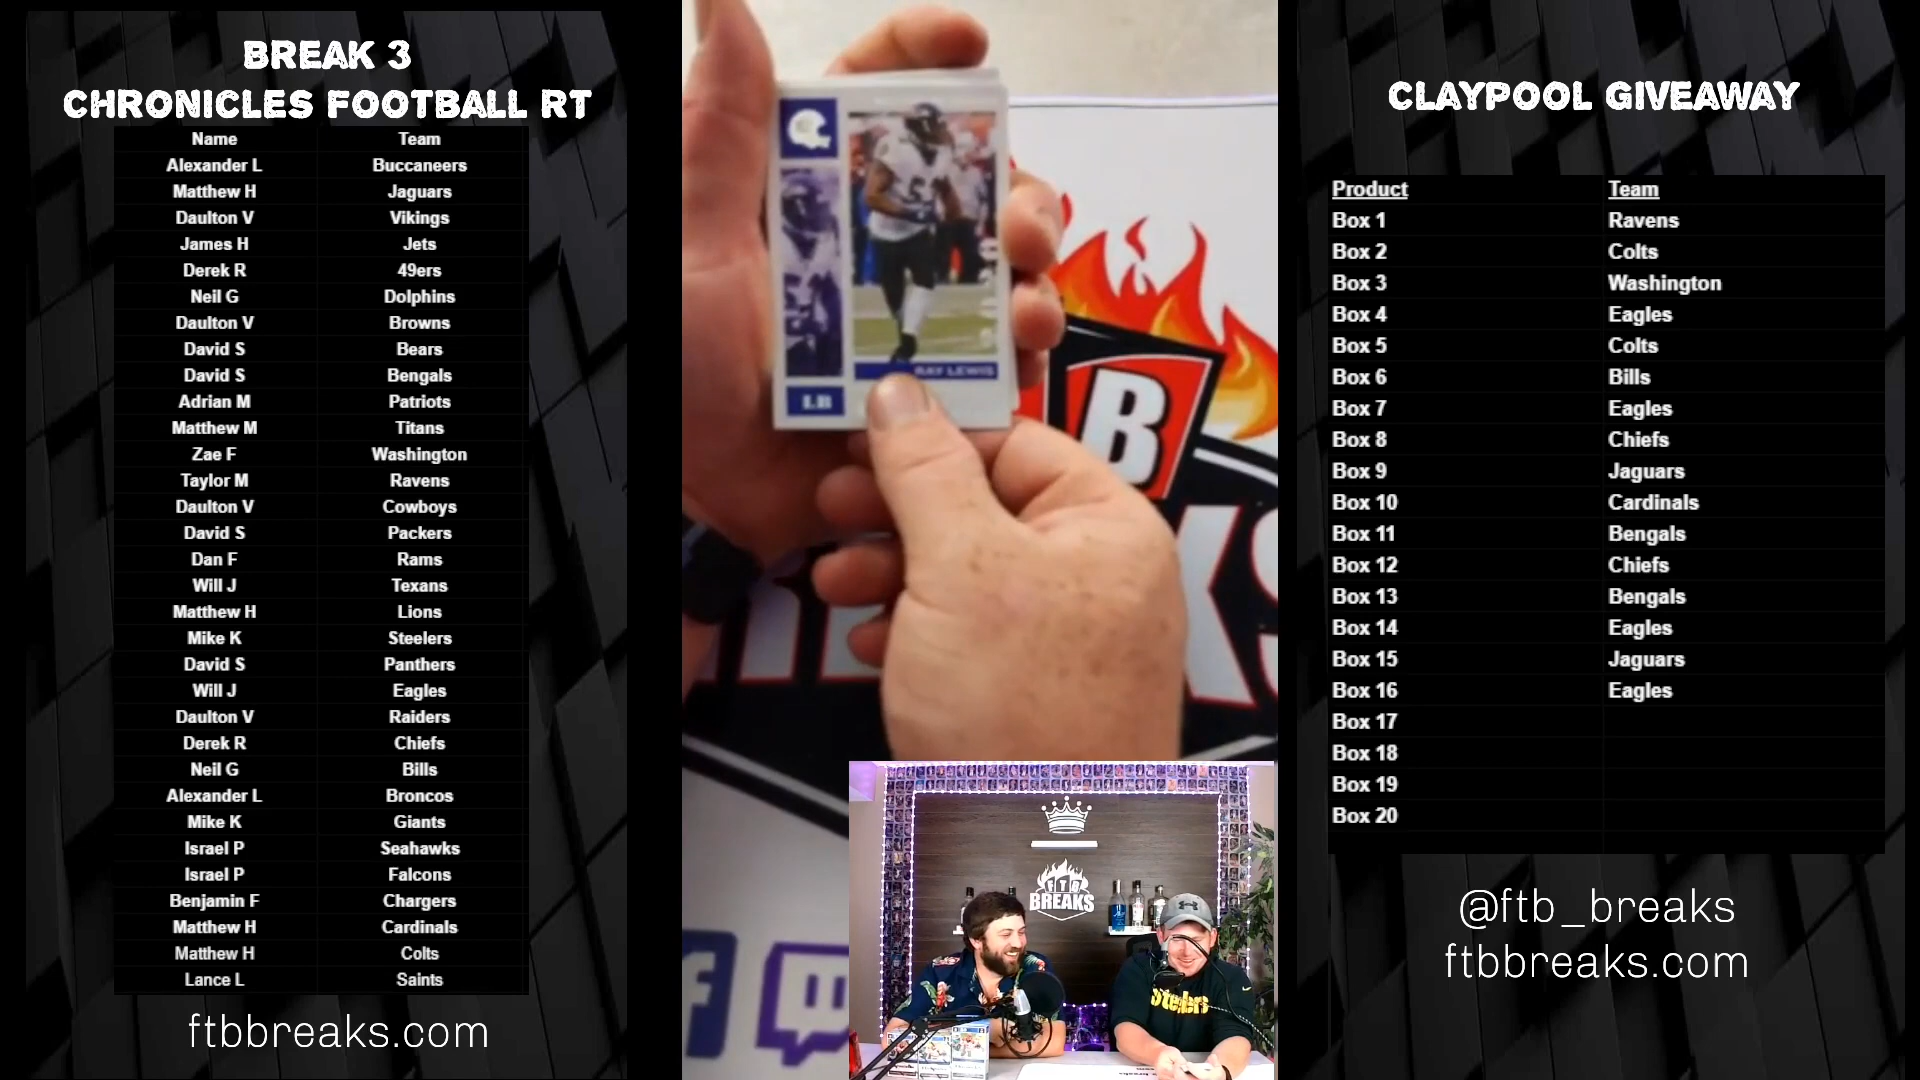 BREAK 3
CHRONICLES FOOTBALL RT
Name Team
Alexander L Buccaneers
Matthew H Jaguars
Daulton V Vikings
James H Jets
Derek R 49ers
Neil G Dolphins
Daulton V Browns
David S Bears
David S Bengals
Adrian M Patriots
Matthew M Titans
Zae F Washington
Taylor M Ravens
Daulton V Cowboys
David S Packers
Dan F Rams
Will J Texans
Matthew H Lions
Mike K Steelers
David S Panthers
Will J Eagles
Daulton V Raiders
Derek R Chiefs
Neil G Bills
Alexander L Broncos
Mike K Giants
Israel P Seahawks
Israel P Falcons
Benjamin F Chargers
Matthew H Cardinals
Matthew H Colts
Lance L Saints
ftbbreaks.com
RAY LEWIS
LB
B
FTB
BREAKS
Steelers
CLAYPOOL GIVEAWAY
Product Team
Box 1 Ravens
Box 2 Colts
Box 3 Washington
Box 4 Eagles
Box 5 Colts
Box 6 Bills
Box 7 Eagles
Box 8 Chiefs
Box 9 Jaguars
Box 10 Cardinals
Box 11 Bengals
Box 12 Chiefs
Box 13 Bengals
Box 14 Eagles
Box 15 Jaguars
Box 16 Eagles
Box 17
Box 18
Box 19
Box 20
@ftb_breaks
ftbbreaks.com